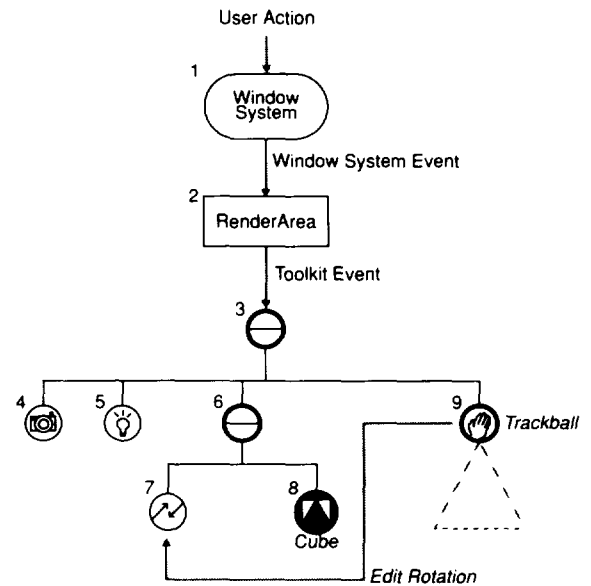 User Action
1
Window
System
Window System Event
2
RenderArea
Toolkit Event
3
4
5
6
9
Trackball
7
8
Cube
Edit Rotation